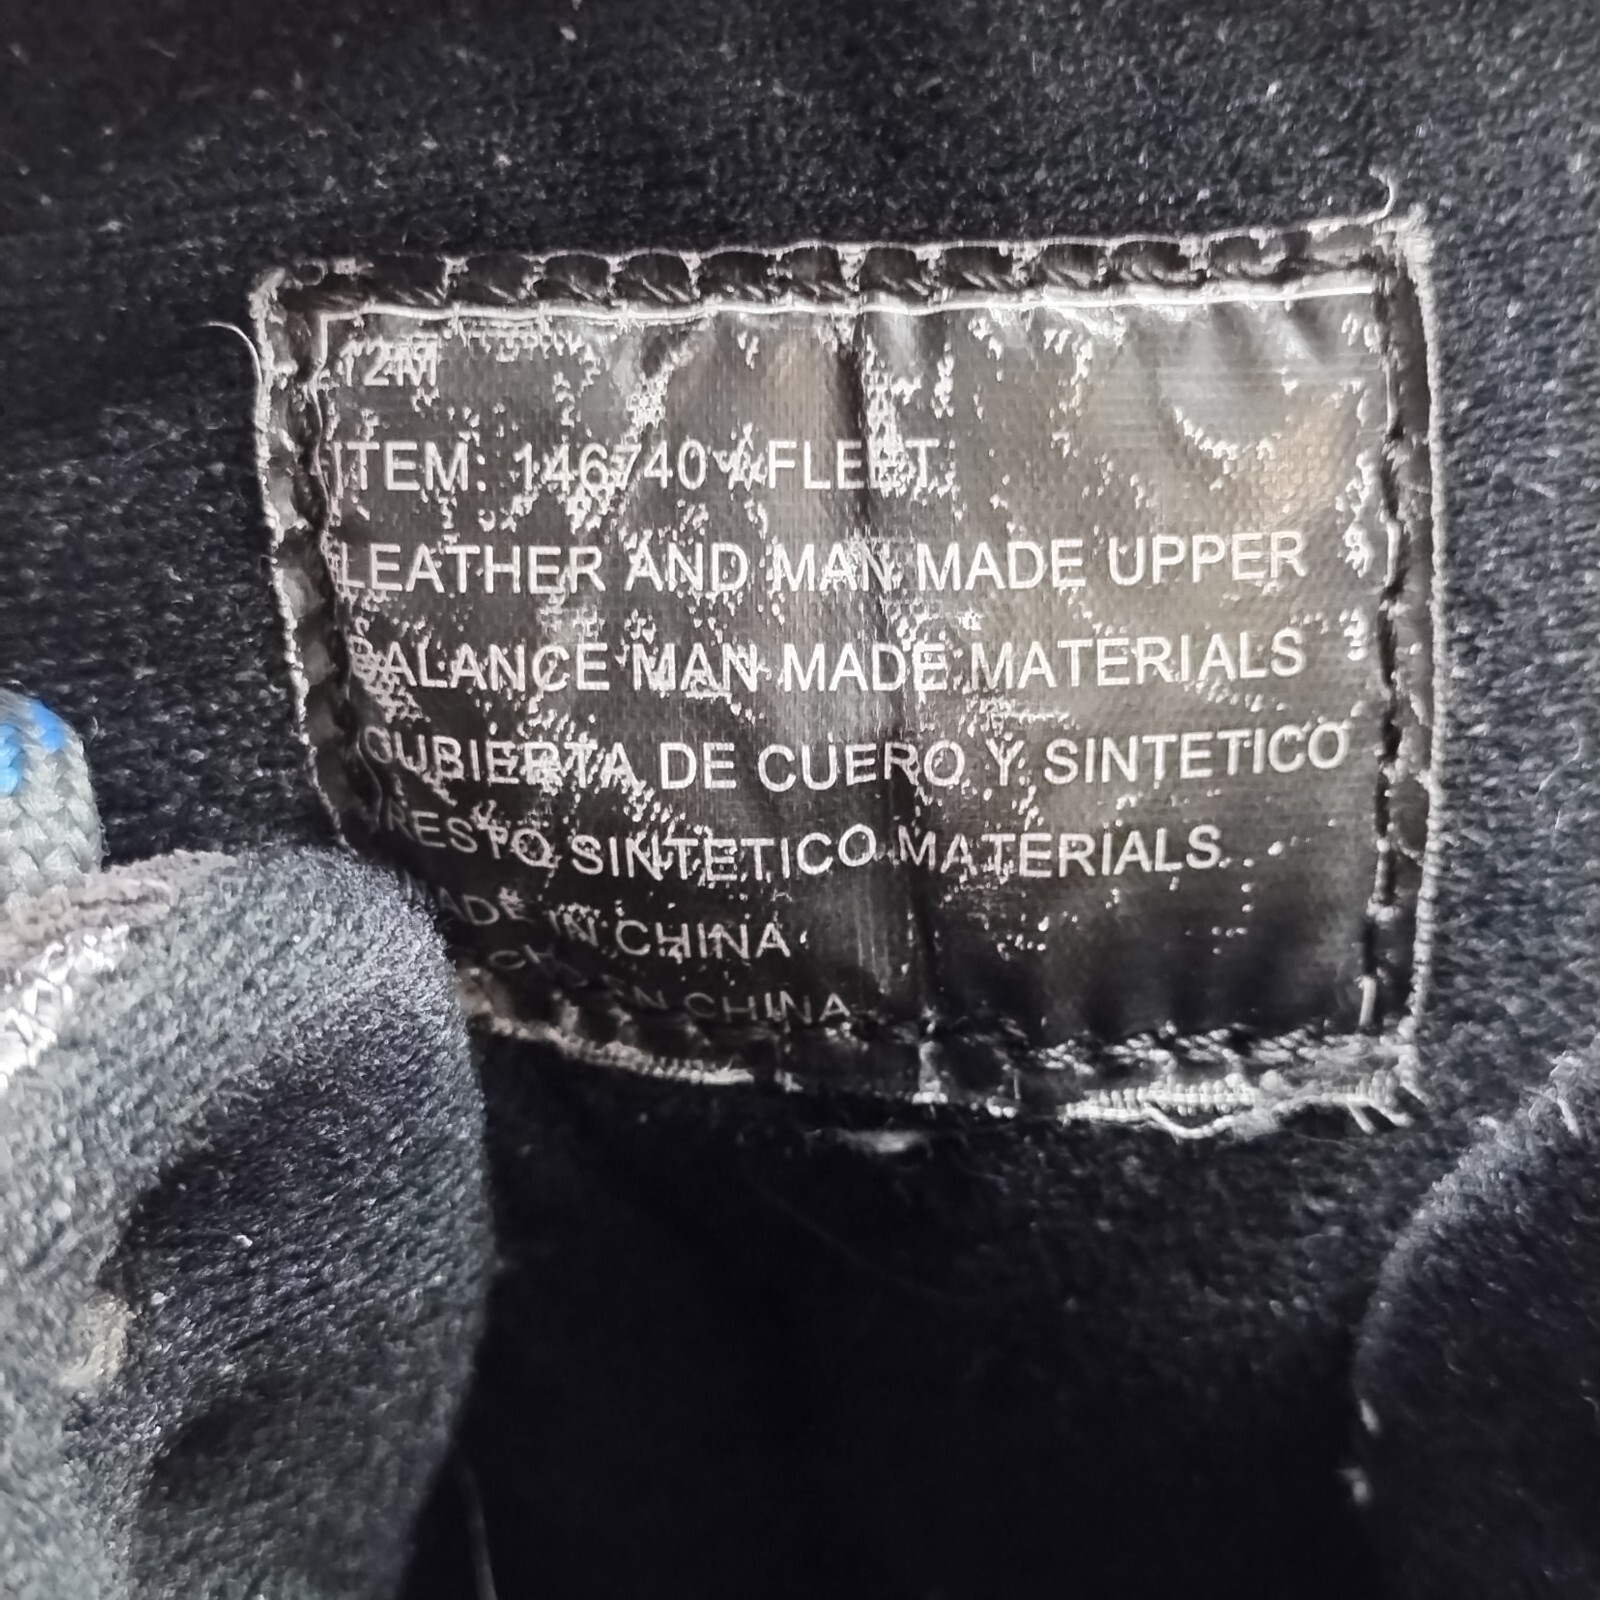 12M
ITEM: 146740 / FLEET
LEATHER AND MAN MADE UPPER
BALANCE MAN MADE MATERIALS
CUBIERTA DE CUERO Y SINTETICO
RESTO SINTETICO MATERIALS
MADE IN CHINA
EN CHINA